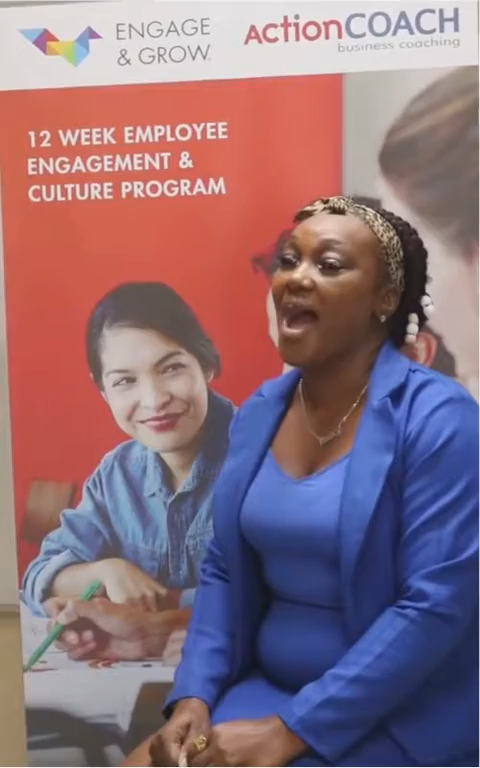 ENGAGE
& GROW
ActionCOACH
business coaching
12 WEEK EMPLOYEE
ENGAGEMENT &
CULTURE PROGRAM